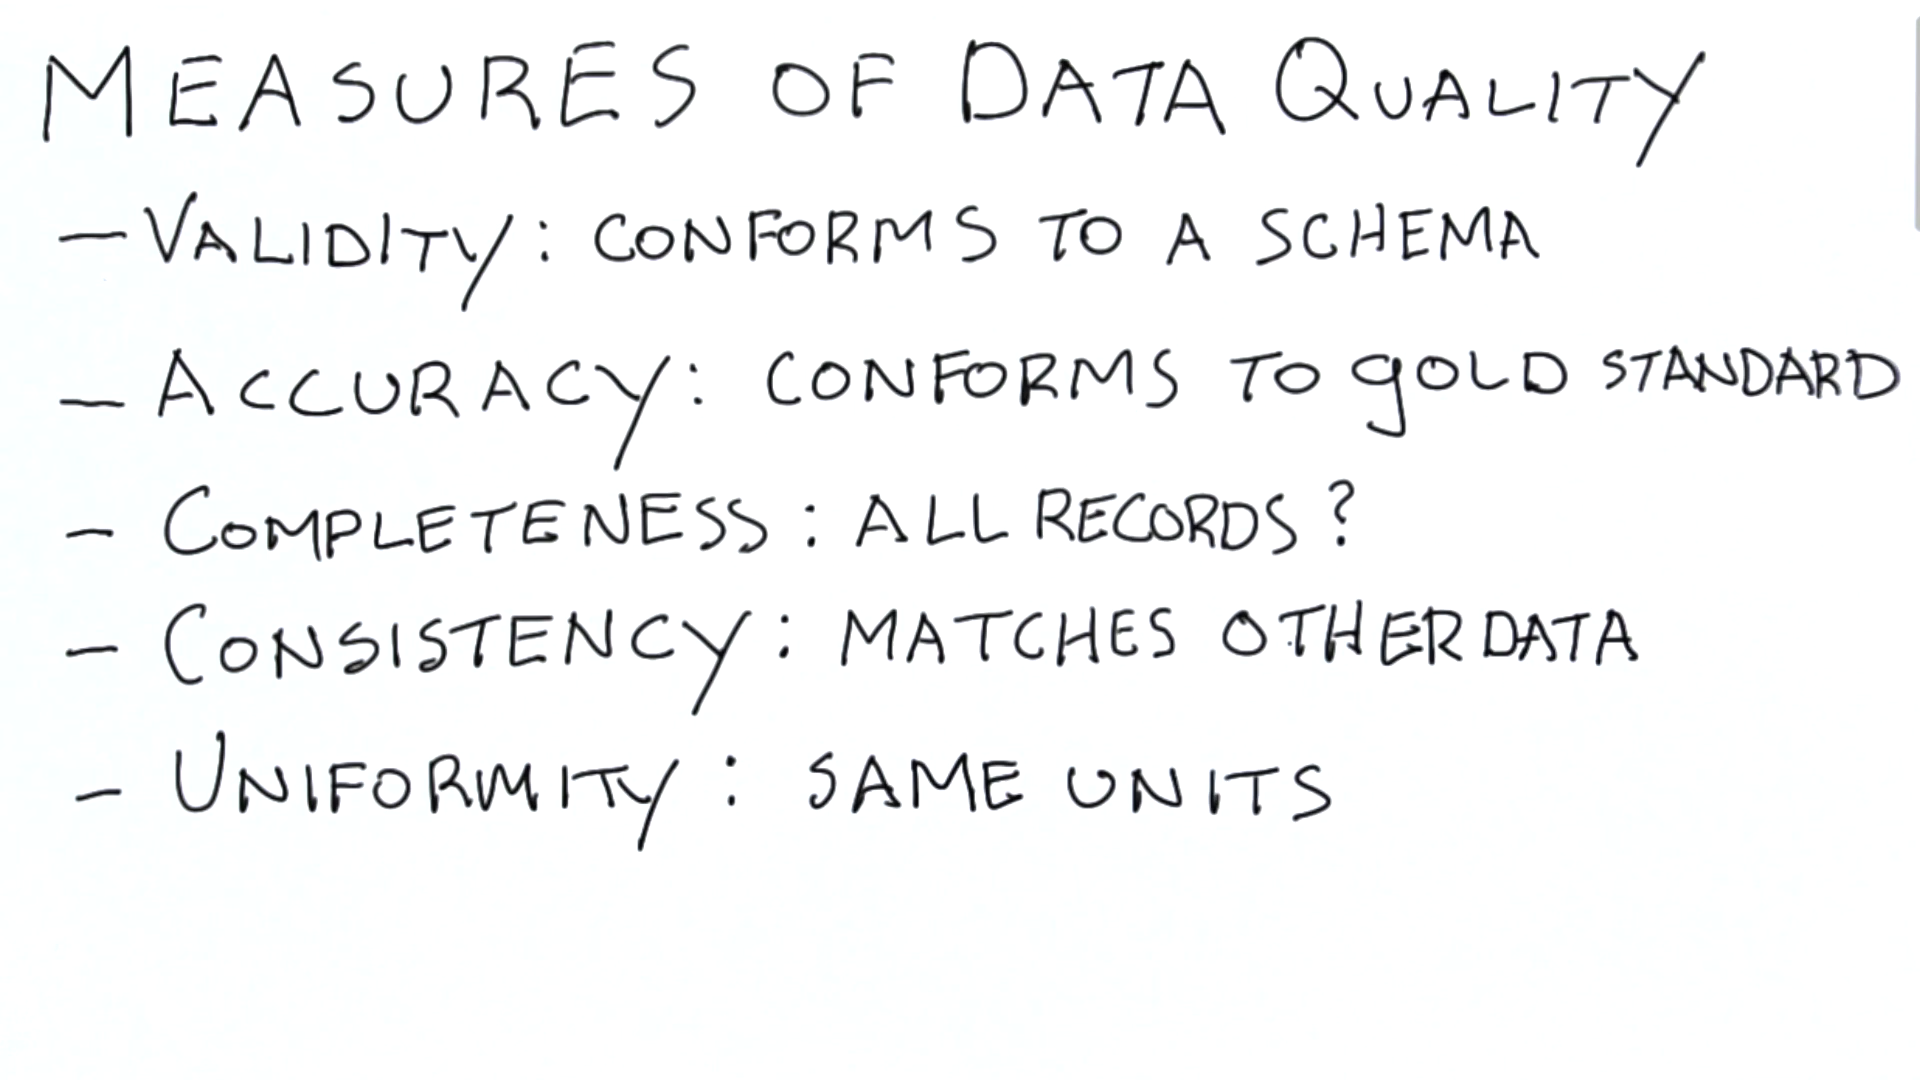 MEASURES OF DATA QUALITY
- VALIDITY: CONFORMS TO A SCHEMA
- ACCURACY: CONFORMS TO gOLD STANDARD
- COMPLETENESS: ALL RECORDS?
- CONSISTENCY: MATCHES OTHER DATA
- UNIFORMITY: SAME UNITS